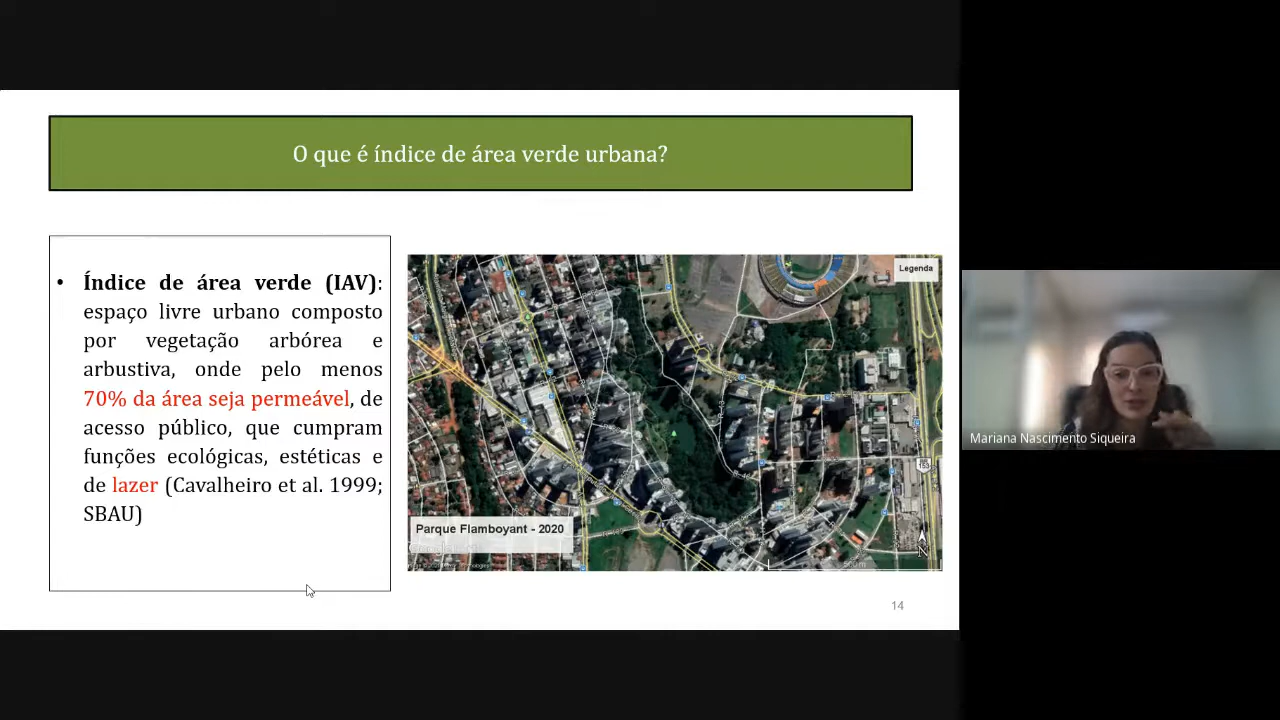 O que é índice de área verde urbana?
• Índice de área verde (IAV):
espaço livre urbano composto
por vegetação arbórea e
arbustiva, onde pelo menos
70% da área seja permeável, de
acesso público, que cumpram
funções ecológicas, estéticas e
de lazer (Cavalheiro et al. 1999;
SBAU)
Legenda
153
Parque Flamboyant - 2020
N
500 m
14
Mariana Nascimento Siqueira